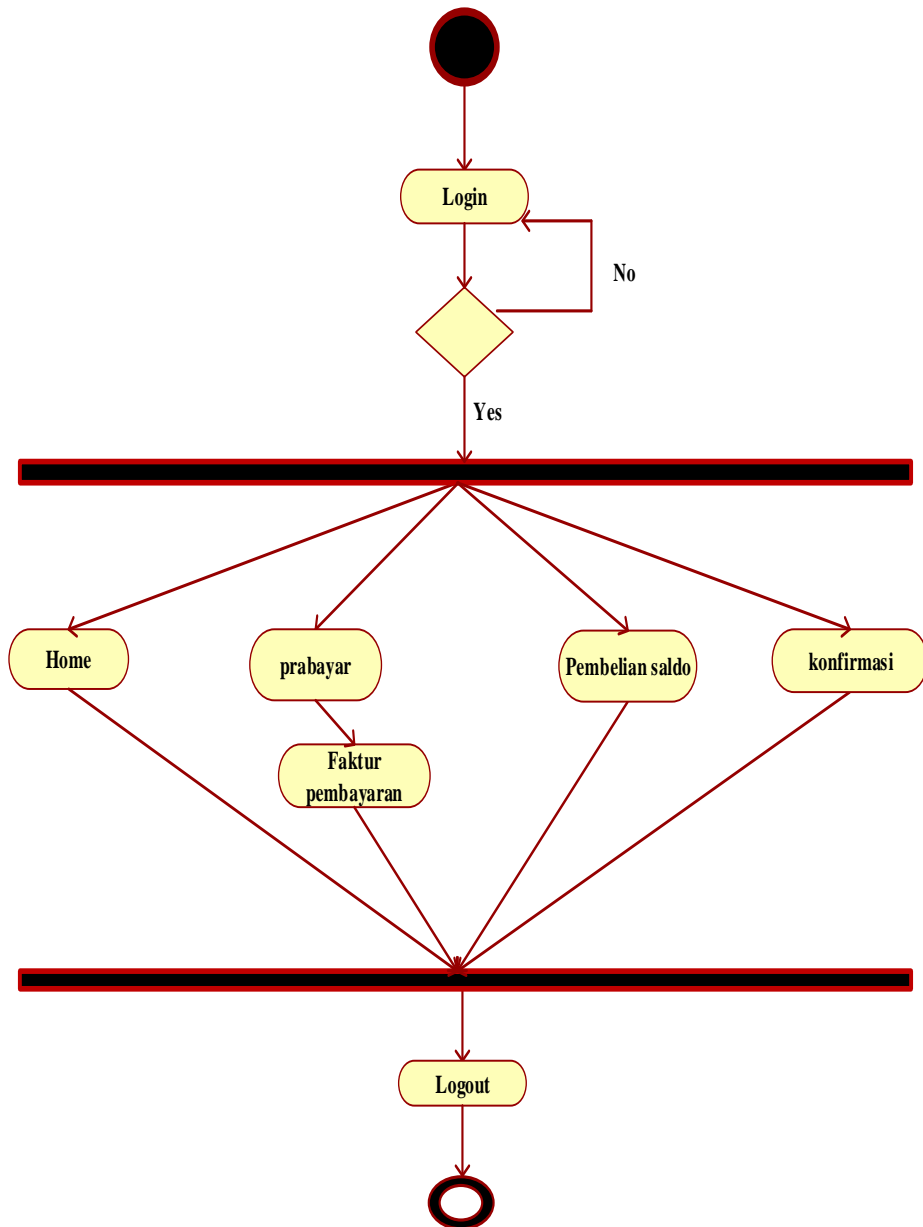 Login
No
Yes
Home
prabayar
Pembelian saldo
konfirmasi
Faktur
pembayaran
Logout